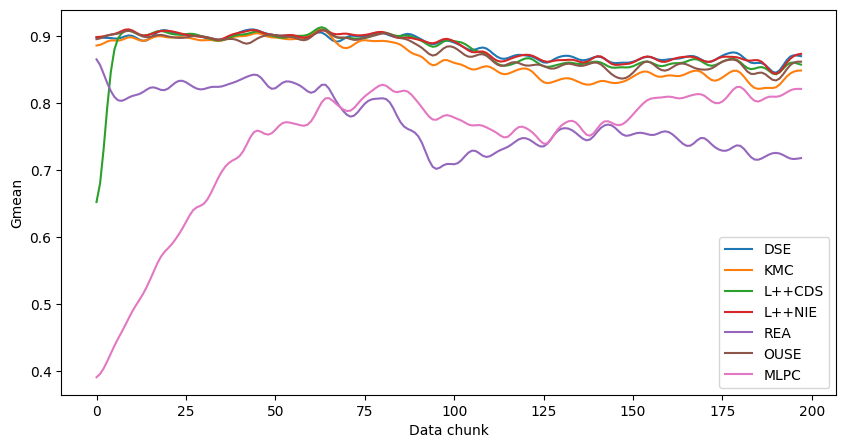 0.9
0.8
0.7
0.6
0.5
0.4
Gmean
0 25 50 75 100 125 150 175 200
Data chunk
DSE
KMC
L++CDS
L++NIE
REA
OUSE
MLPC